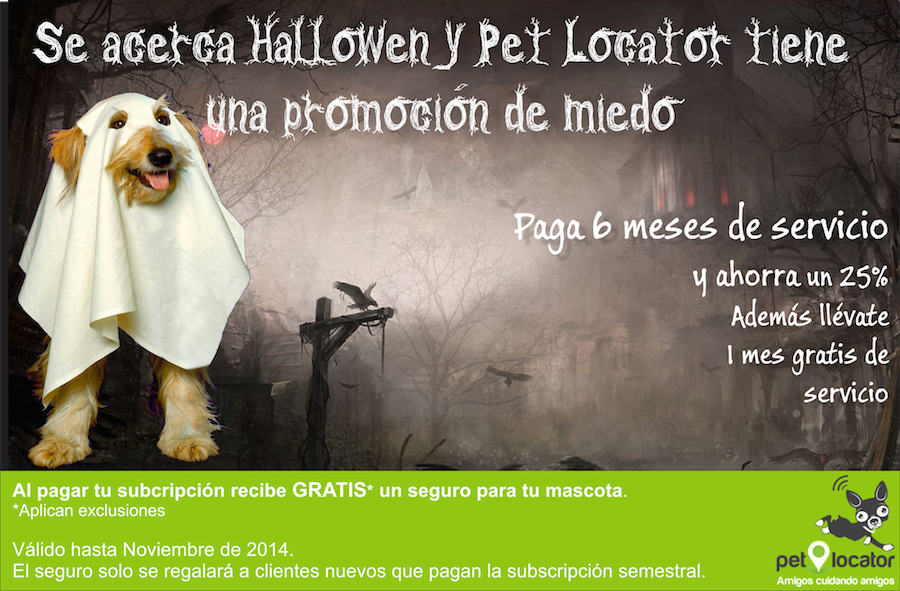 Se acerca Hallowen y Pet Locator tiene
una promoción de miedo
Paga 6 meses de servicio
y ahorra un 25%
Además llévate
1 mes gratis de
servicio
Al pagar tu subcripción recibe GRATIS* un seguro para tu mascota.
*Aplican exclusiones
Válido hasta Noviembre de 2014.
El seguro solo se regalará a clientes nuevos que pagan la subscripción semestral.
pet locator
Amigos cuidando amigos